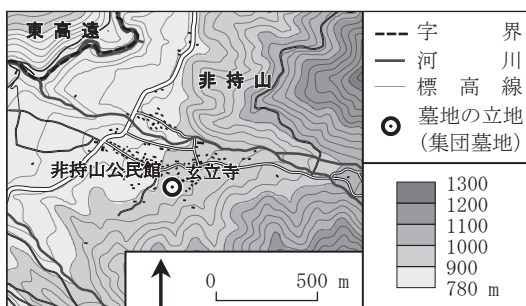 東高遠
非持山
非持山公民館
玄立寺
0 500 m
字界
河川
標高線
墓地の立地
(集団墓地)
1300
1200
1100
1000
900
780 m